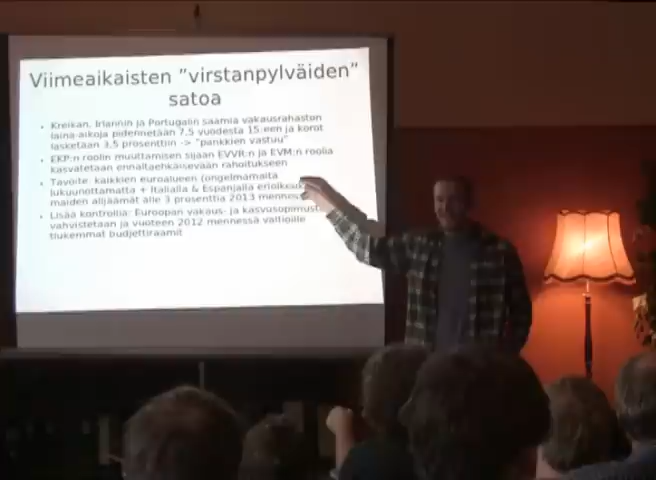 Viimeaikaisten "virstanpylväiden"
satoa
• Kreikan, Irlannin ja Portugalin saamia vakausrahaston
laina-aikoja pidennetään 7,5 vuodesta 15:een ja korot
lasketaan 3,5 prosenttiin -> "pankkien vastuu"
• EKP:n roolin muuttamisen sijaan EVVR:n ja EVM:n roolia
kasvatetaan ennaltaehkäisevään rahoitukseen
• Tavoite: kaikkien euroalueen (ongelmamaita
lukuunottamatta + Italialla & Espanjalla
maiden alijäämät alle 3 prosenttia 2013
• Lisää kontrollia: Euroopan vakaus- ja kasvusopimus
vahvistetaan ja vuoteen 2012 mennessä valtioille
tiukemmat budjettiraamit